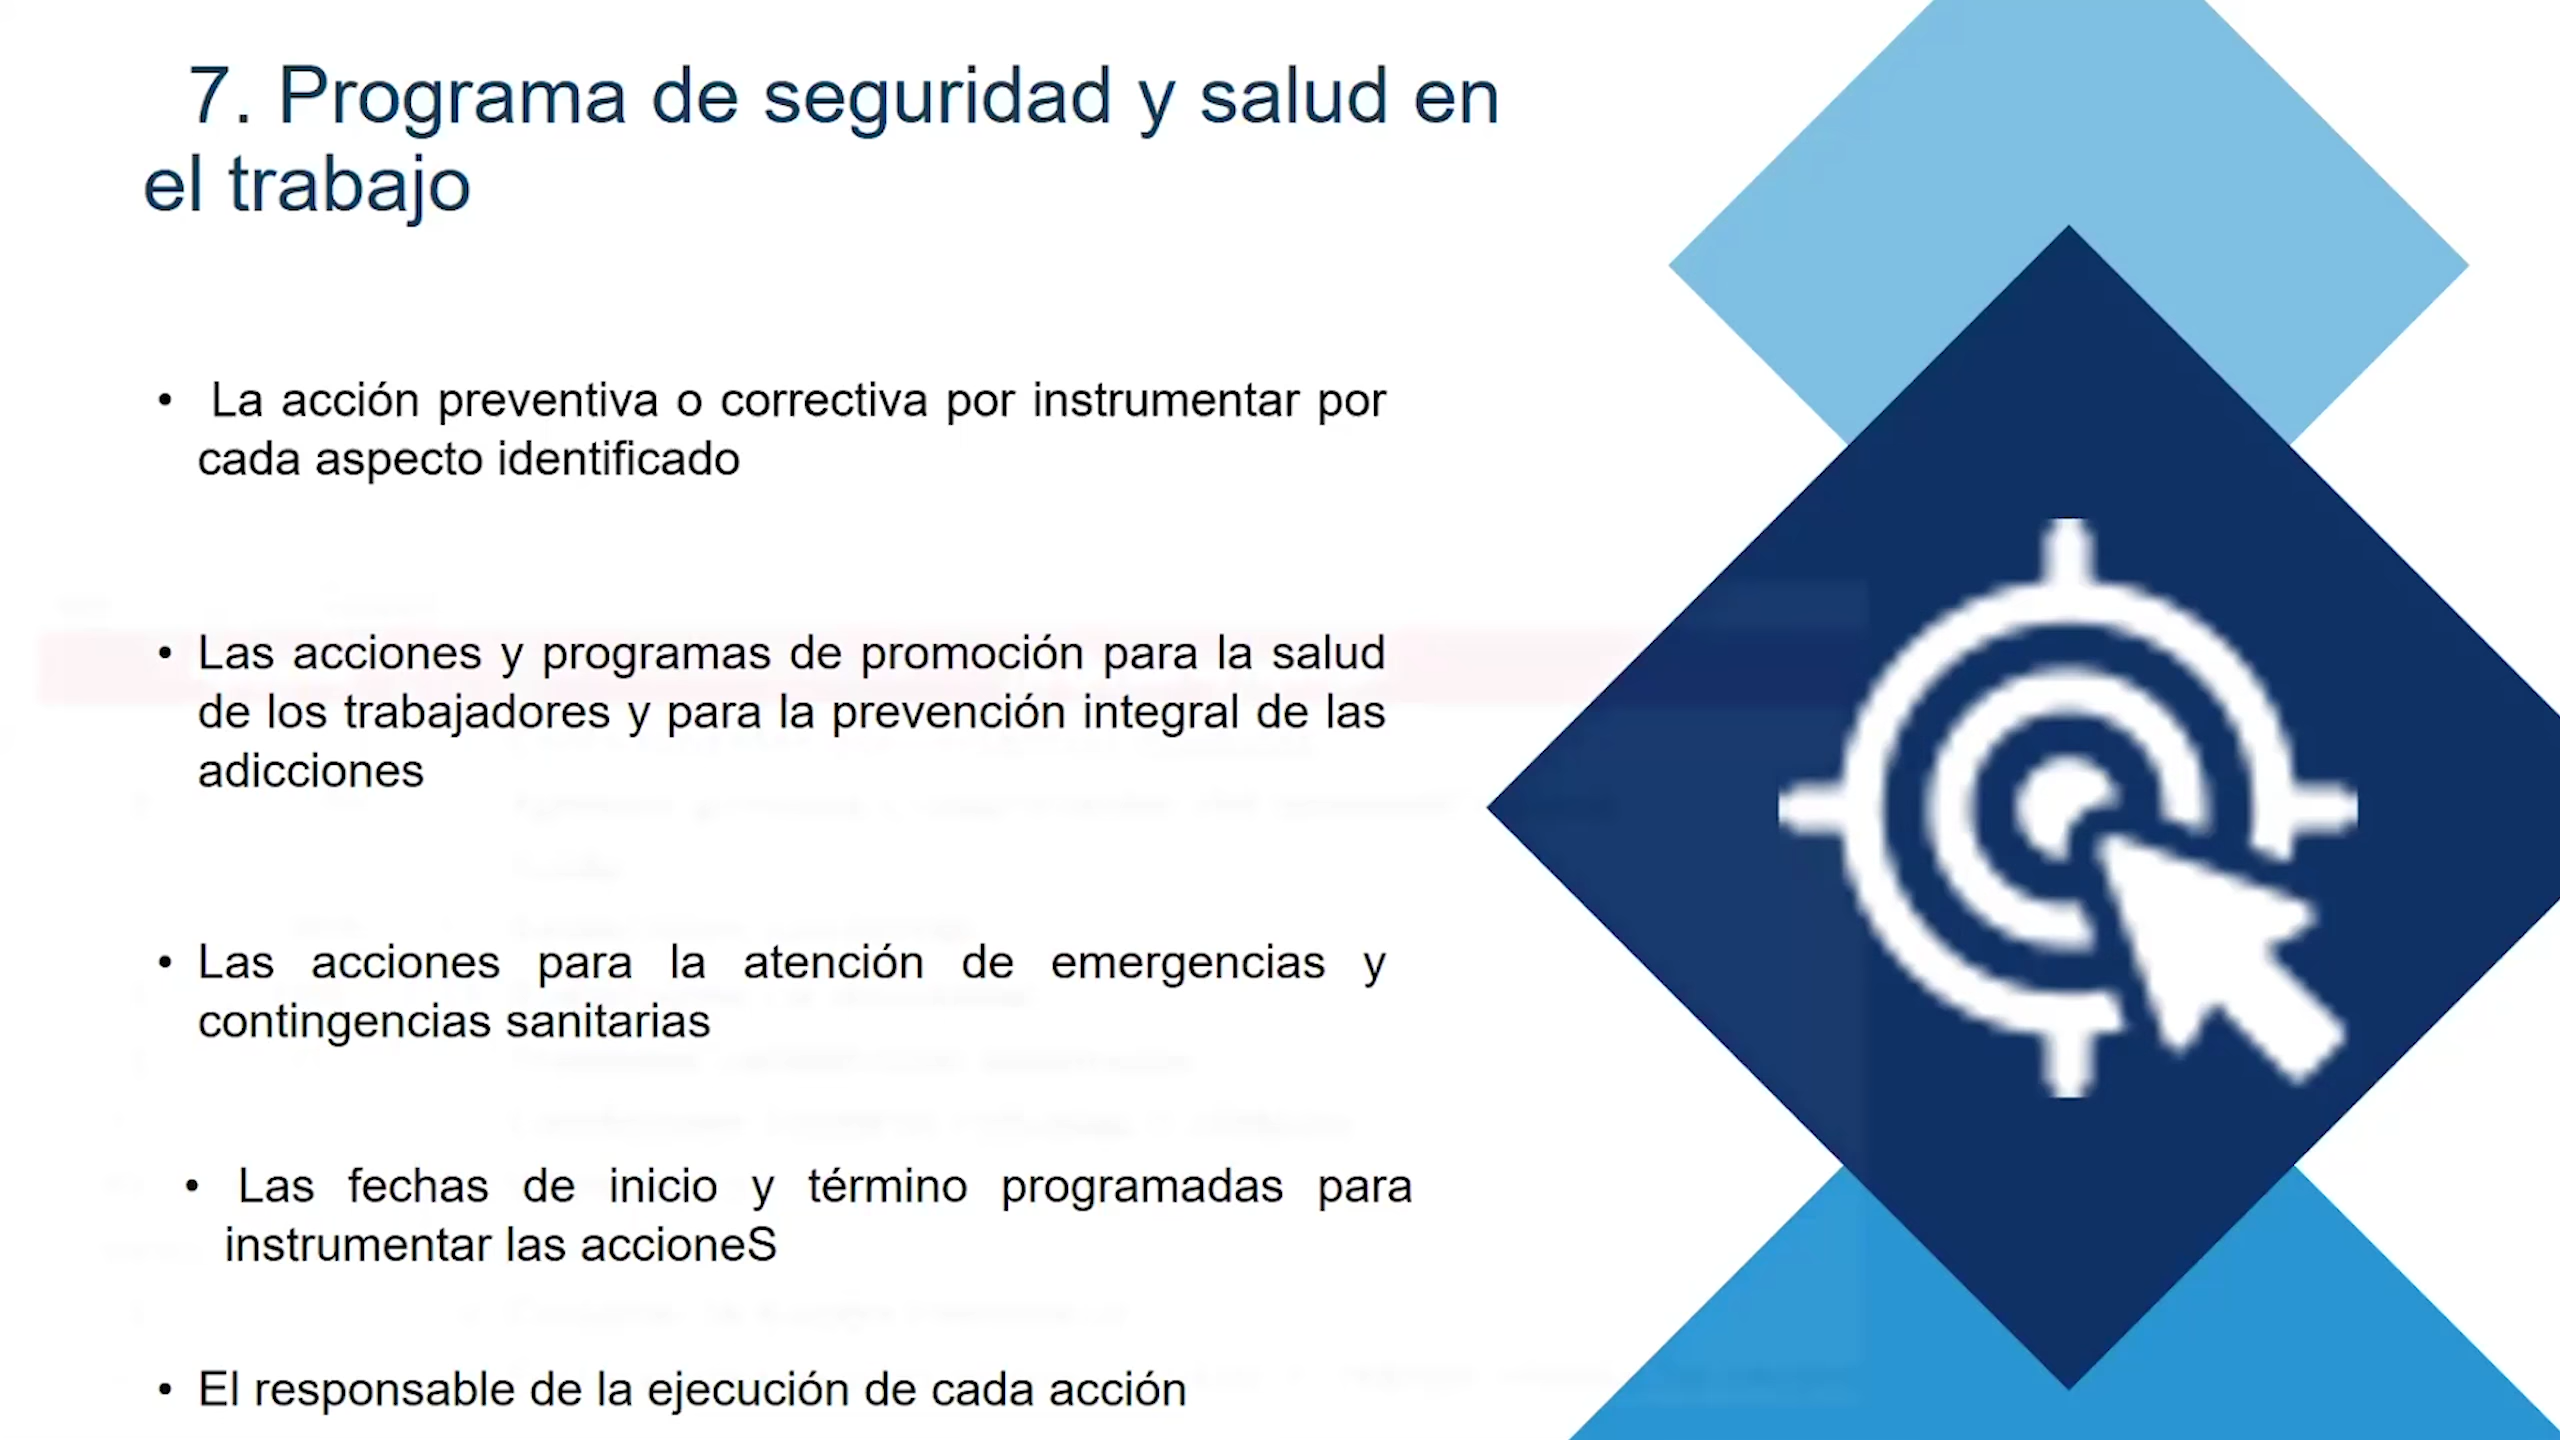 7. Programa de seguridad y salud en
el trabajo
• La acción preventiva o correctiva por instrumentar por
cada aspecto identificado
• Las acciones y programas de promoción para la salud
de los trabajadores y para la prevención integral de las
adicciones
• Las acciones para la atención de emergencias y
contingencias sanitarias
• Las fechas de inicio y término programadas para
instrumentar las accioneS
• El responsable de la ejecución de cada acción